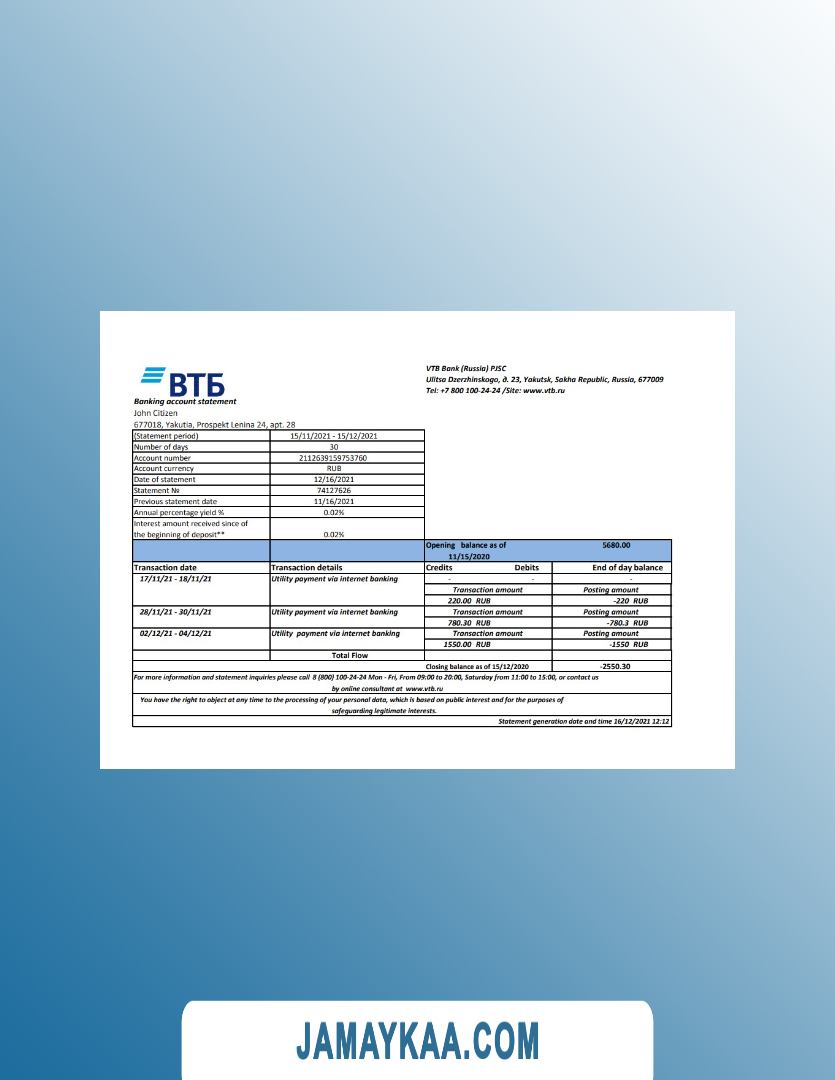 ВТБ
VTB Bank (Russia) PJSC
Ulitsa Dzerzhinskogo, д. 23, Yakutsk, Sakha Republic, Russia, 677009
Tel: +7 800 100-24-24 /Site: www.vtb.ru
Banking account statement
John Citizen
677018, Yakutia, Prospekt Lenina 24, apt. 28
(Statement period) 15/11/2021 - 15/12/2021
Number of days 30
Account number 2112639159753760
Account currency RUB
Date of statement 12/16/2021
Statement № 74127626
Previous statement date 11/16/2021
Annual percentage yield % 0.02%
Interest amount received since of
the beginning of deposit** 0.02%
Opening balance as of 5680.00
11/15/2020
Transaction date Transaction details Credits Debits End of day balance
17/11/21 - 18/11/21 Utility payment via internet banking - - -
Transaction amount Posting amount
220.00 RUB -220 RUB
28/11/21 - 30/11/21 Utility payment via internet banking Transaction amount Posting amount
780.30 RUB -780.3 RUB
02/12/21 - 04/12/21 Utility payment via internet banking Transaction amount Posting amount
1550.00 RUB -1550 RUB
Total Flow
Closing balance as of 15/12/2020 -2550.30
For more information and statement inquiries please call 8 (800) 100-24-24 Mon - Fri, From 09:00 to 20:00, Saturday from 11:00 to 15:00, or contact us
by online consultant at www.vtb.ru
You have the right to object at any time to the processing of your personal data, which is based on public interest and for the purposes of
safeguarding legitimate interests.
Statement generation date and time 16/12/2021 12:12
JAMAYKAA.COM